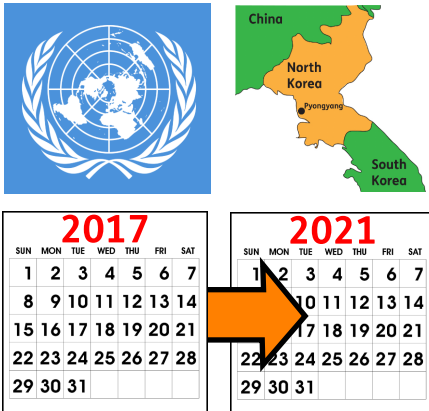 China
North
Korea
Pyongyang
South
Korea
2017
SUN MON TUE WED THU FRI SAT
1 2 3 4 5 6 7
8 9 10 11 12 13 14
15 16 17 18 19 20 21
22 23 24 25 26 27 28
29 30 31
2021
SUN MON TUE WED THU FRI SAT
1 2 3 4 5 6 7
10 11 12 13 14
17 18 19 20 21
22 23 24 25 26 27 28
29 30 31